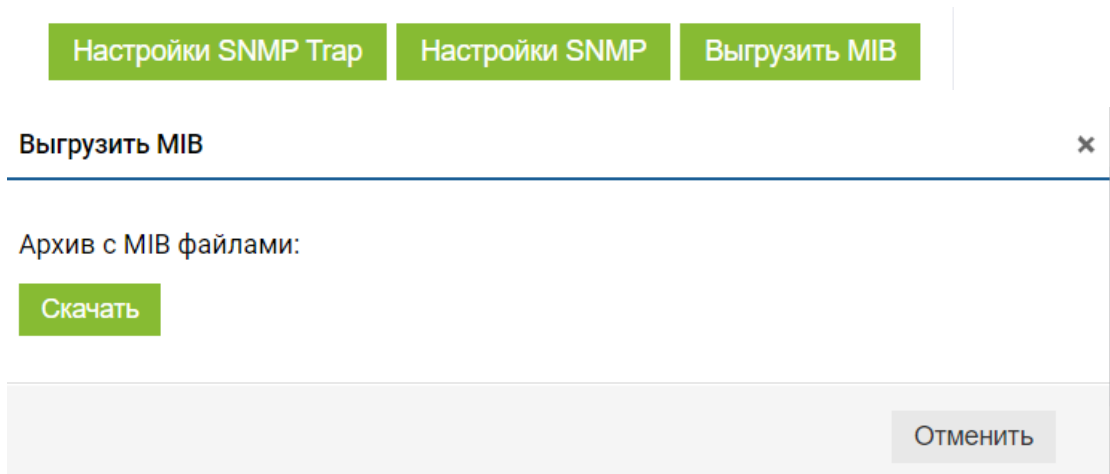 Настройки SNMP Trap Настройки SNMP Выгрузить MIB
Выгрузить MIB ×
Архив с MIB файлами:
Скачать
Отменить